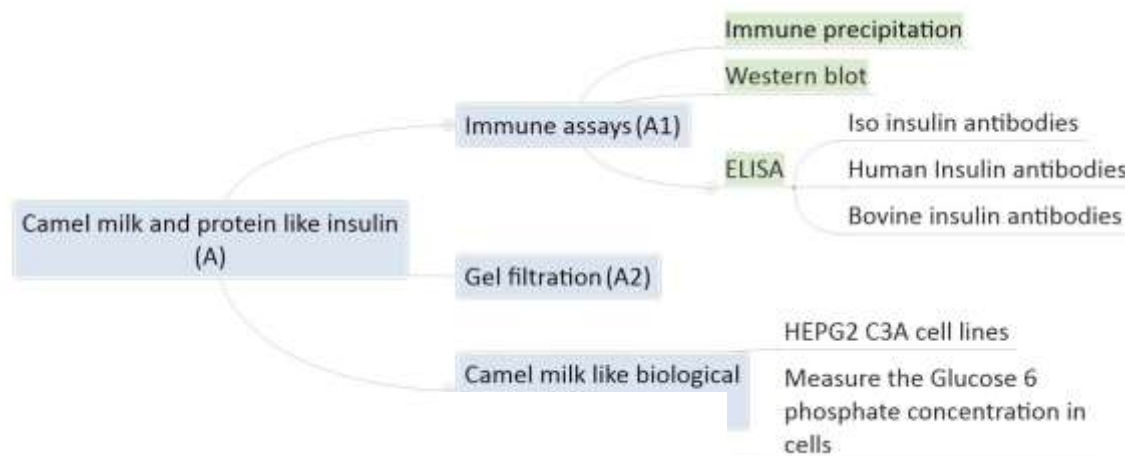 Immune precipitation
Western blot
Immune assays (A1)
Iso insulin antibodies
ELISA
Human Insulin antibodies
Bovine insulin antibodies
Camel milk and protein like insulin
(A)
Gel filtration (A2)
HEPG2 C3A cell lines
Camel milk like biological
Measure the Glucose 6
phosphate concentration in
cells